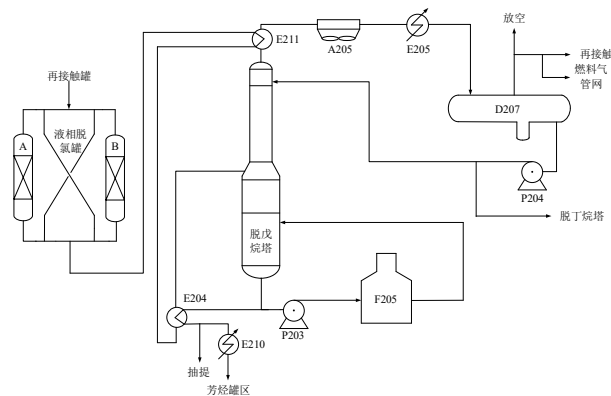 放空
E211
A205
E205
再接触
燃料气
管网
再接触罐
D207
液相脱
氯罐
A
B
P204
脱丁烷塔
脱戊
烷塔
E204
F205
P203
E210
抽提
芳烃罐区